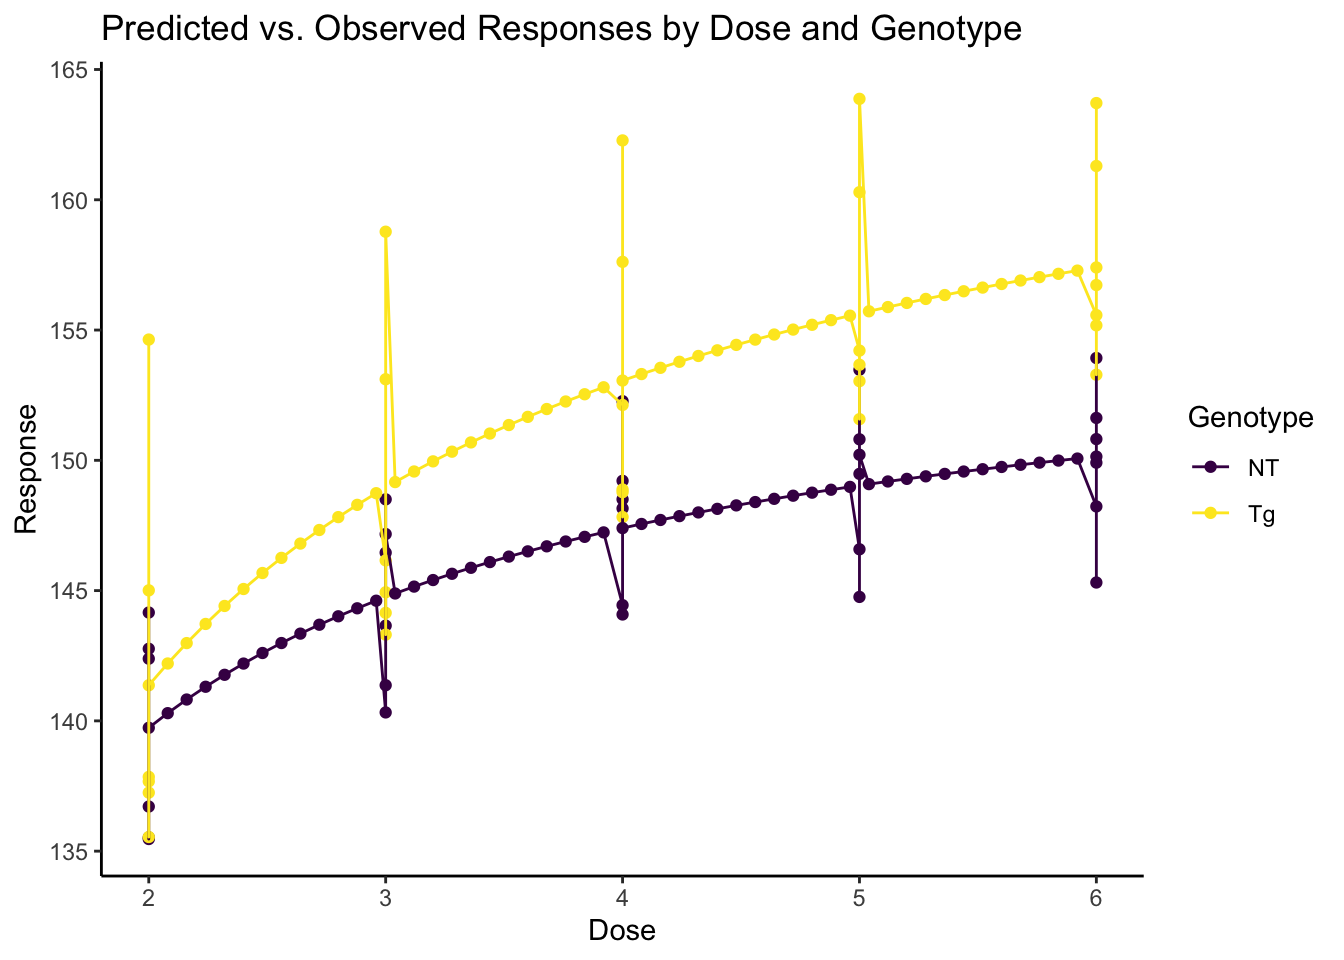 Predicted vs. Observed Responses by Dose and Genotype
165
160
155
150
145
140
135
Response
2 3 4 5 6
Dose
Genotype
NT
Tg